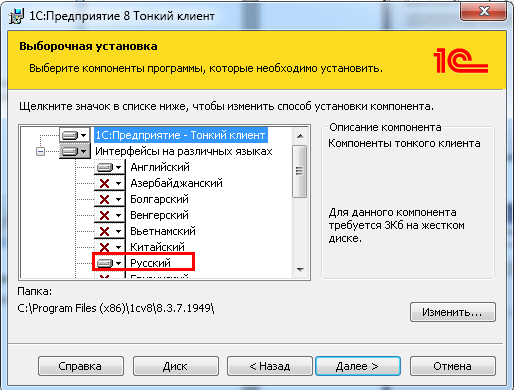 1С:Предприятие 8 Тонкий клиент
Выборочная установка
Выберите компоненты программы, которые необходимо установить.
1С
Щелкните значок в списке ниже, чтобы изменить способ установки компонента.
1С:Предприятие - Тонкий клиент
Интерфейсы на различных языках
Английский
Азербайджанский
Болгарский
Венгерский
Вьетнамский
Китайский
Русский
Описание компонента
Компоненты тонкого клиента
Для данного компонента
требуется 3Кб на жестком
диске.
Папка:
C:\Program Files (x86)\1cv8\8.3.7.1949\
Изменить...
Справка
Диск
< Назад
Далее >
Отмена